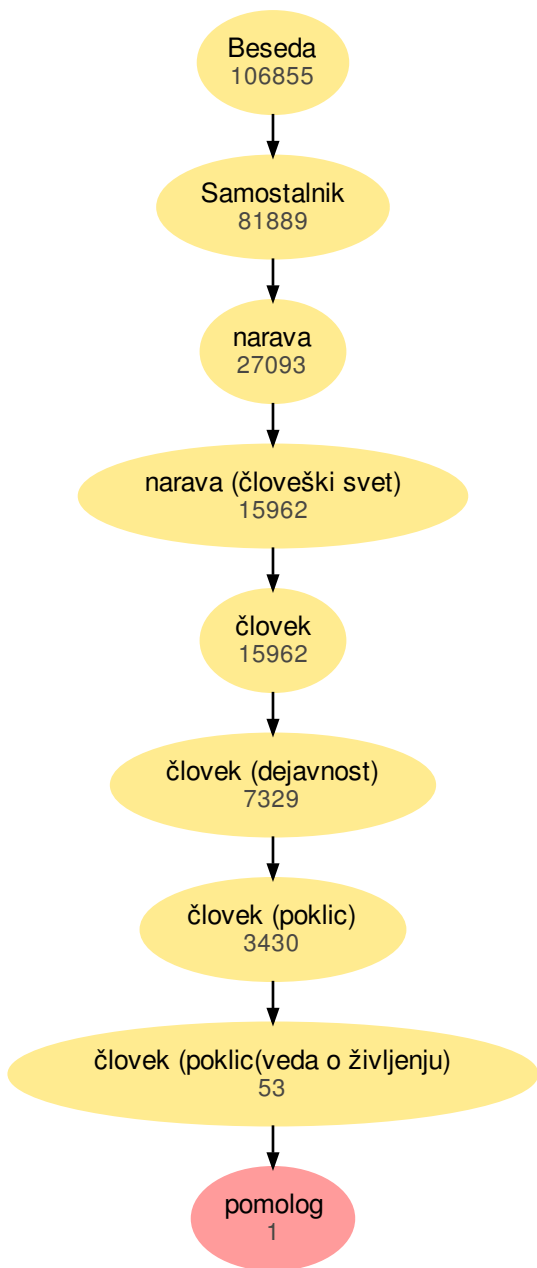 Beseda
106855
Samostalnik
81889
narava
27093
narava (človeški svet)
15962
človek
15962
človek (dejavnost)
7329
človek (poklic)
3430
človek (poklic(veda o življenju)
53
pomolog
1